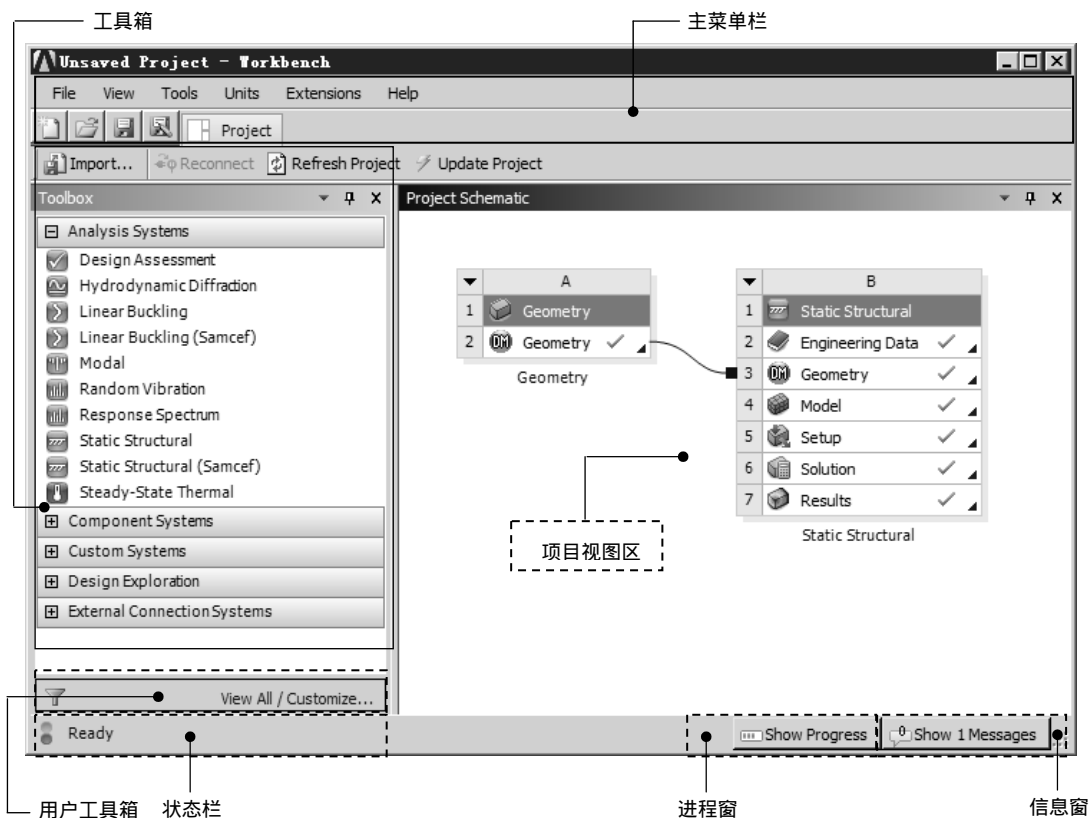 工具箱
主菜单栏
Unsaved Project - Workbench
File View Tools Units Extensions Help
Project
Import... Reconnect Refresh Project Update Project
Toolbox
Project Schematic
Analysis Systems
Design Assessment
Hydrodynamic Diffraction
Linear Buckling
Linear Buckling (Samcef)
Modal
Random Vibration
Response Spectrum
Static Structural
Static Structural (Samcef)
Steady-State Thermal
Component Systems
Custom Systems
Design Exploration
External Connection Systems
View All / Customize...
A
1 Geometry
2 DM Geometry
Geometry
B
1 Static Structural
2 Engineering Data
3 DM Geometry
4 Model
5 Setup
6 Solution
7 Results
Static Structural
项目视图区
Ready
Show Progress
0 Show 1 Messages
用户工具箱
状态栏
进程窗
信息窗